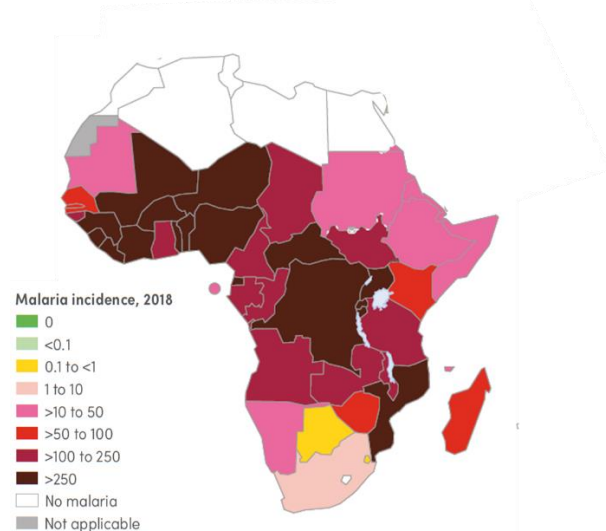 Malaria incidence, 2018
0
<0.1
0.1 to <1
1 to 10
>10 to 50
>50 to 100
>100 to 250
>250
No malaria
Not applicable